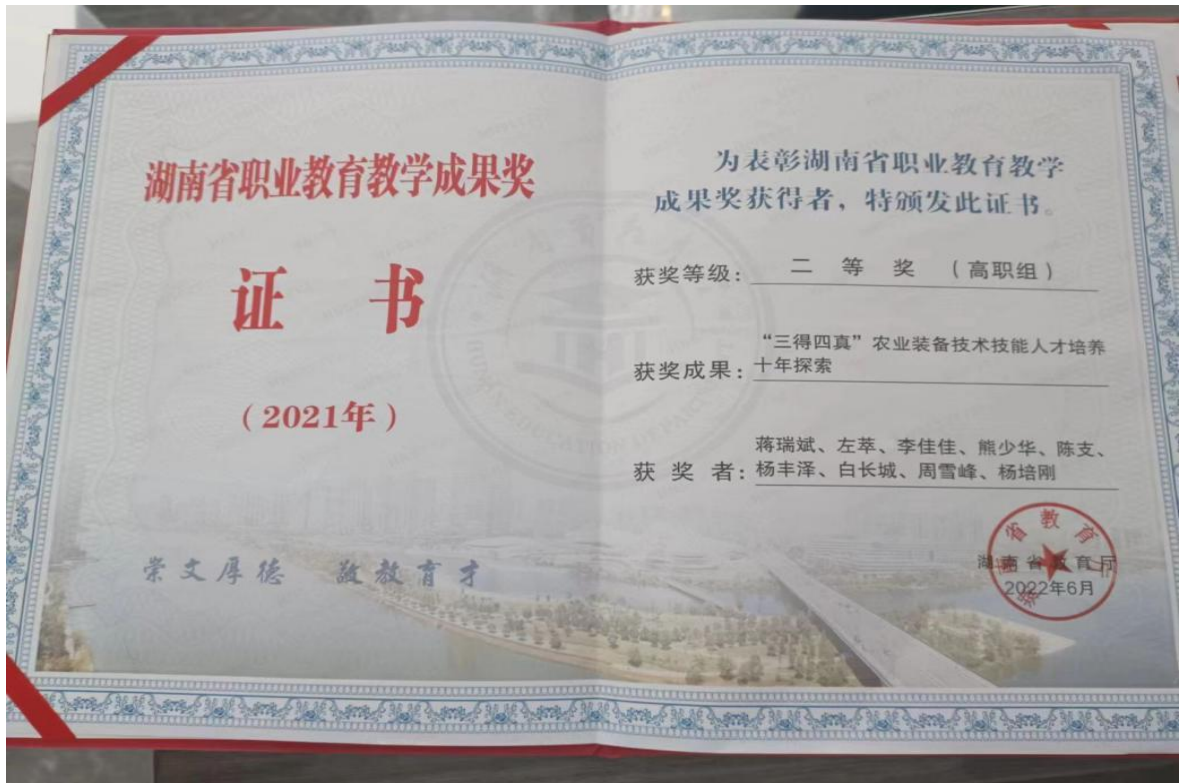 湖南省职业教育教学成果奖
证 书
（2021年）
崇文厚德 敬教育才
为表彰湖南省职业教育教学
成果奖获得者，特颁发此证书。
获奖等级： 二 等 奖 （高职组）
获奖成果： “三得四真”农业装备技术技能人才培养
十年探索
获 奖 者： 蒋瑞斌、左萃、李佳佳、熊少华、陈支、
杨丰泽、白长城、周雪峰、杨培刚
湖南省教育厅
2022年6月